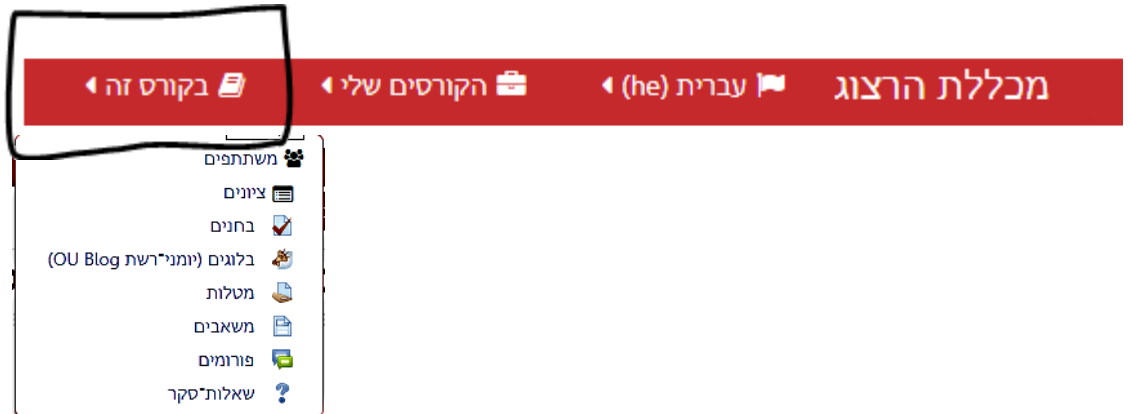 מכללת הרצוג עברית (he) הקורסים שלי בקורס זה
משתתפים
ציונים
בחנים
בלוגים (יומני־רשת OU Blog)
מטלות
משאבים
פורומים
שאלות־סקר